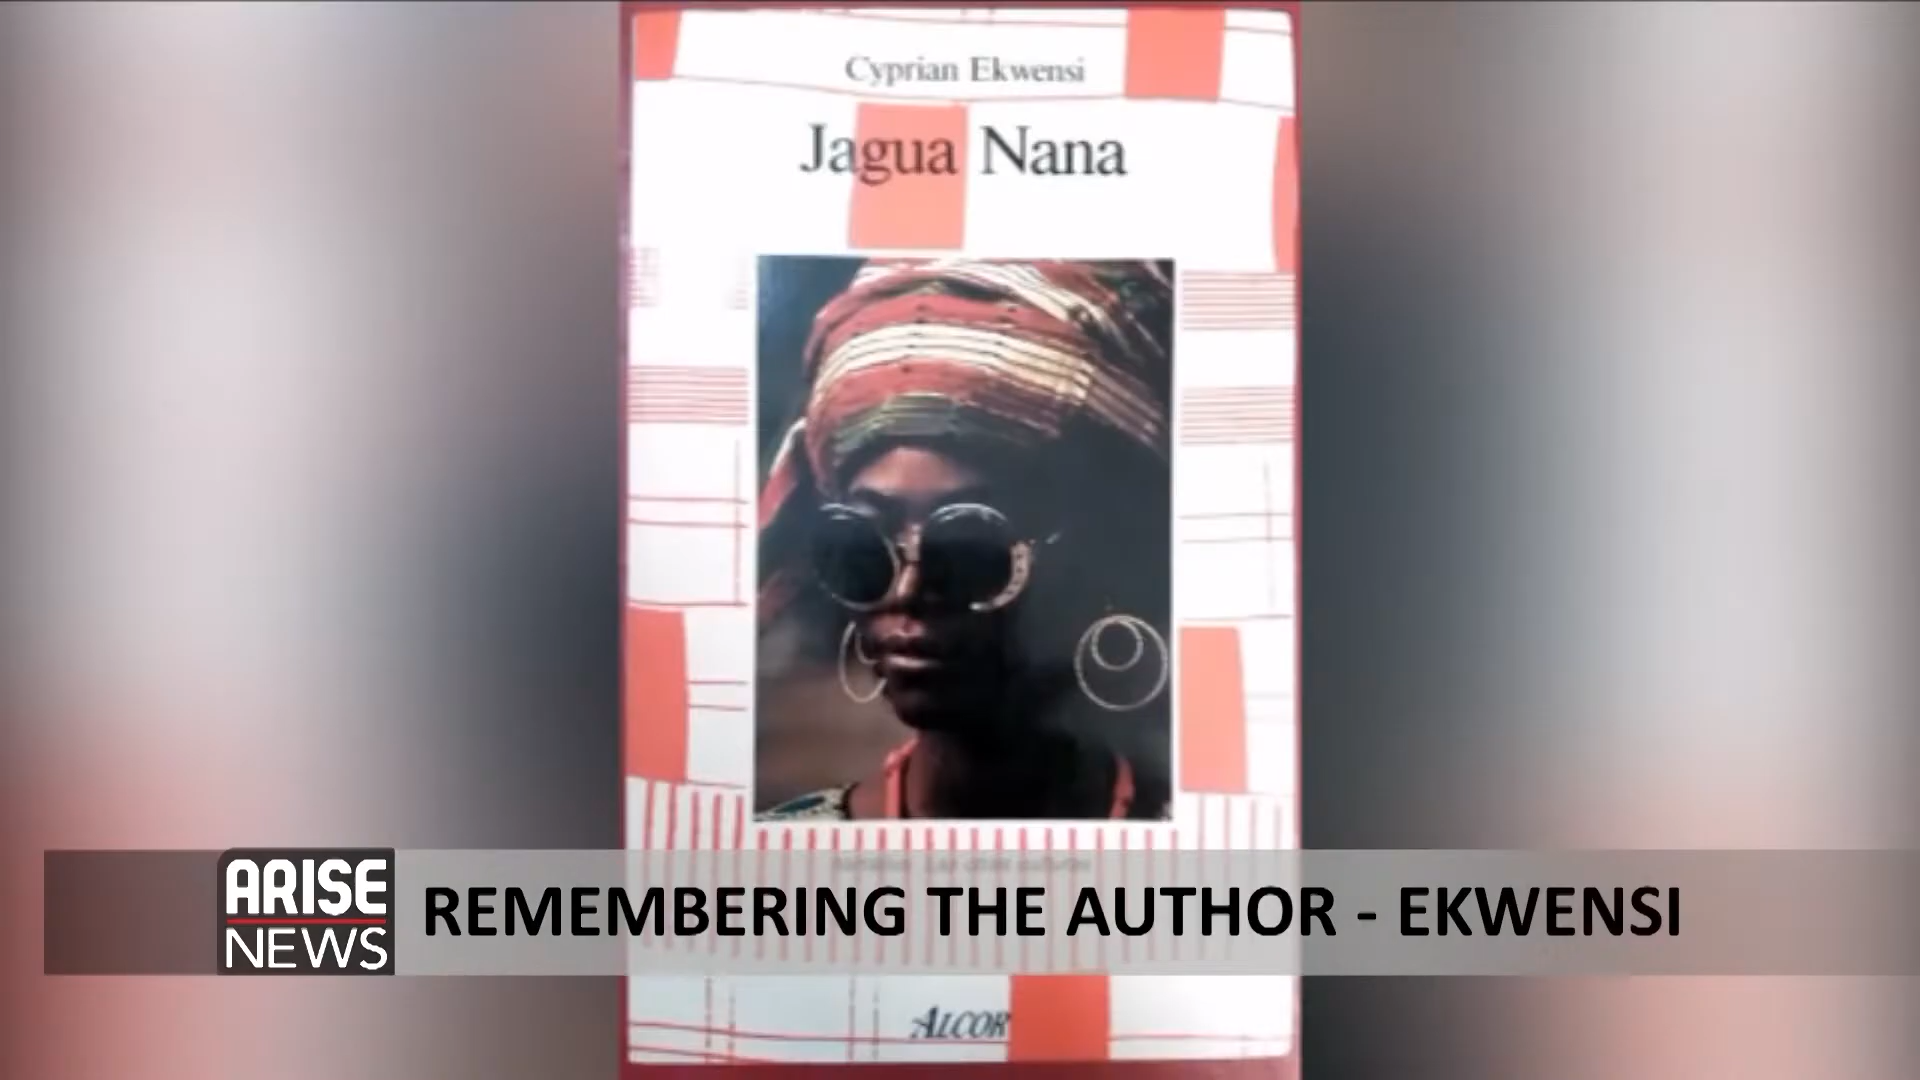 Cyprian Ekwensi
Jagua Nana
ARISE
NEWS
REMEMBERING THE AUTHOR - EKWENSI
ALCOR